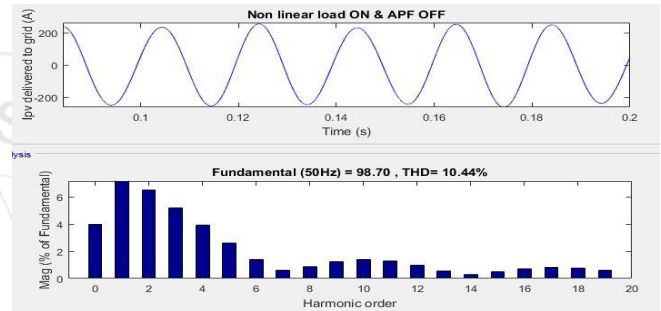 Non linear load ON & APF OFF
Ipv delivered to grid (A)
200
0
-200
0.1 0.12 0.14 0.16 0.18 0.2
Time (s)
lysis
Fundamental (50Hz) = 98.70 , THD= 10.44%
Mag (% of Fundamental)
6
4
2
0
0 2 4 6 8 10 12 14 16 18 20
Harmonic order